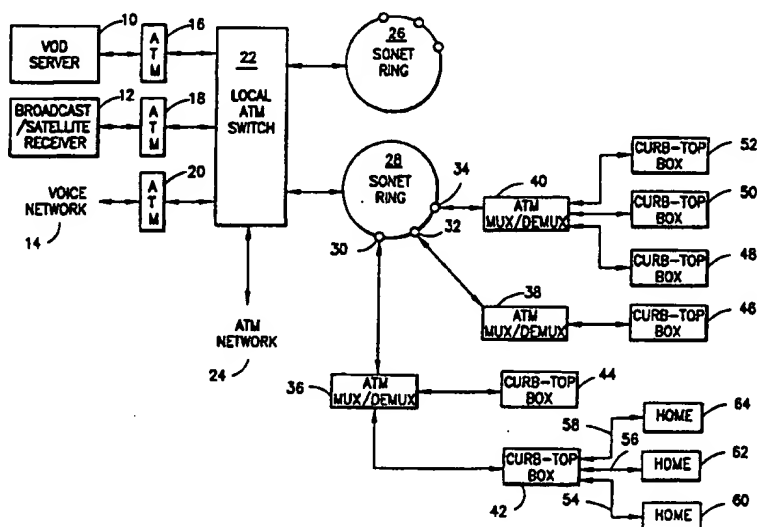 10
VOD
SERVER
16
ATM
22
LOCAL
ATM
SWITCH
26
SONET
RING
12
BROADCAST
/SATELLITE
RECEIVER
18
ATM
20
ATM
VOICE
NETWORK
14
28
SONET
RING
34
32
30
40
ATM
MUX/DEMUX
CURB-TOP
BOX
52
CURB-TOP
BOX
50
CURB-TOP
BOX
48
38
ATM
MUX/DEMUX
CURB-TOP
BOX
46
ATM
NETWORK
24
36
ATM
MUX/DEMUX
CURB-TOP
BOX
44
CURB-TOP
BOX
42
58
56
54
HOME
64
HOME
62
HOME
60